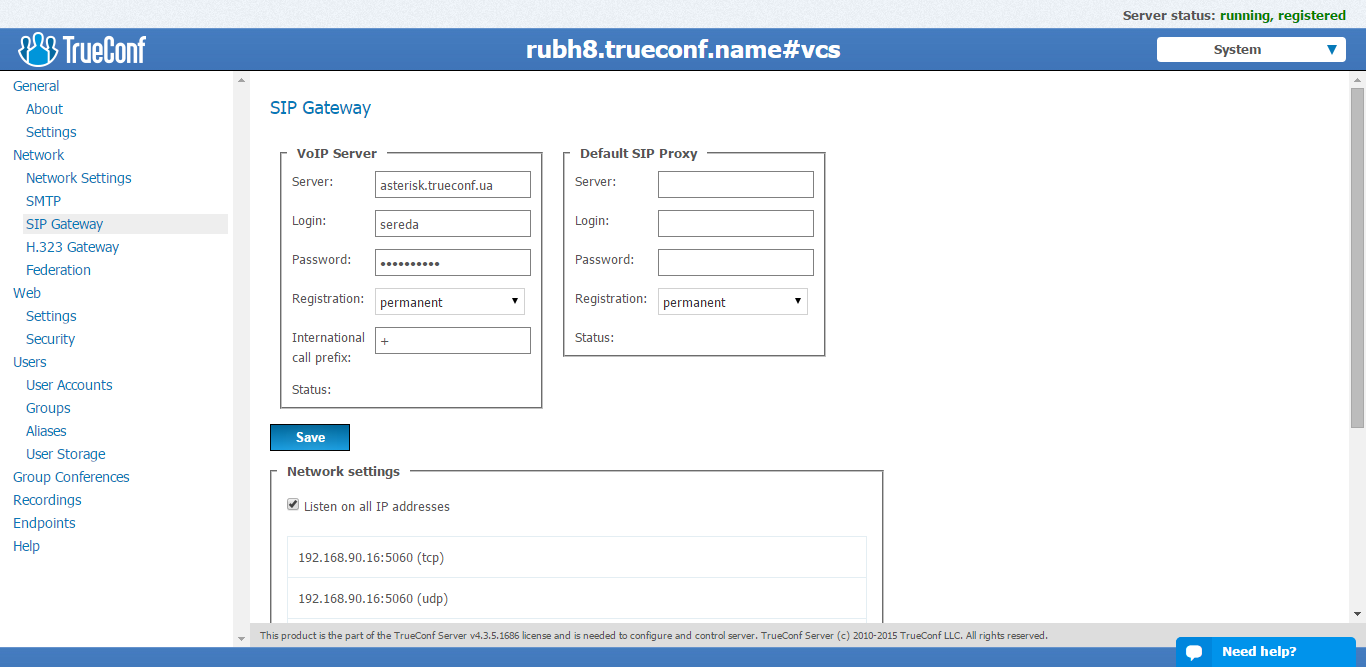 Server status: running, registered
TrueConf
rubh8.trueconf.name#vcs
System
General
About
Settings
Network
Network Settings
SMTP
SIP Gateway
H.323 Gateway
Federation
Web
Settings
Security
Users
User Accounts
Groups
Aliases
User Storage
Group Conferences
Recordings
Endpoints
Help
SIP Gateway
VoIP Server
Server: asterisk.trueconf.ua
Login: sereda
Password: ••••••••••
Registration: permanent
International
call prefix: +
Status:
Default SIP Proxy
Server:
Login:
Password:
Registration: permanent
Status:
Save
Network settings
Listen on all IP addresses
192.168.90.16:5060 (tcp)
192.168.90.16:5060 (udp)
This product is the part of the TrueConf Server v4.3.5.1686 license and is needed to configure and control server. TrueConf Server (c) 2010-2015 TrueConf LLC. All rights reserved.
Need help?